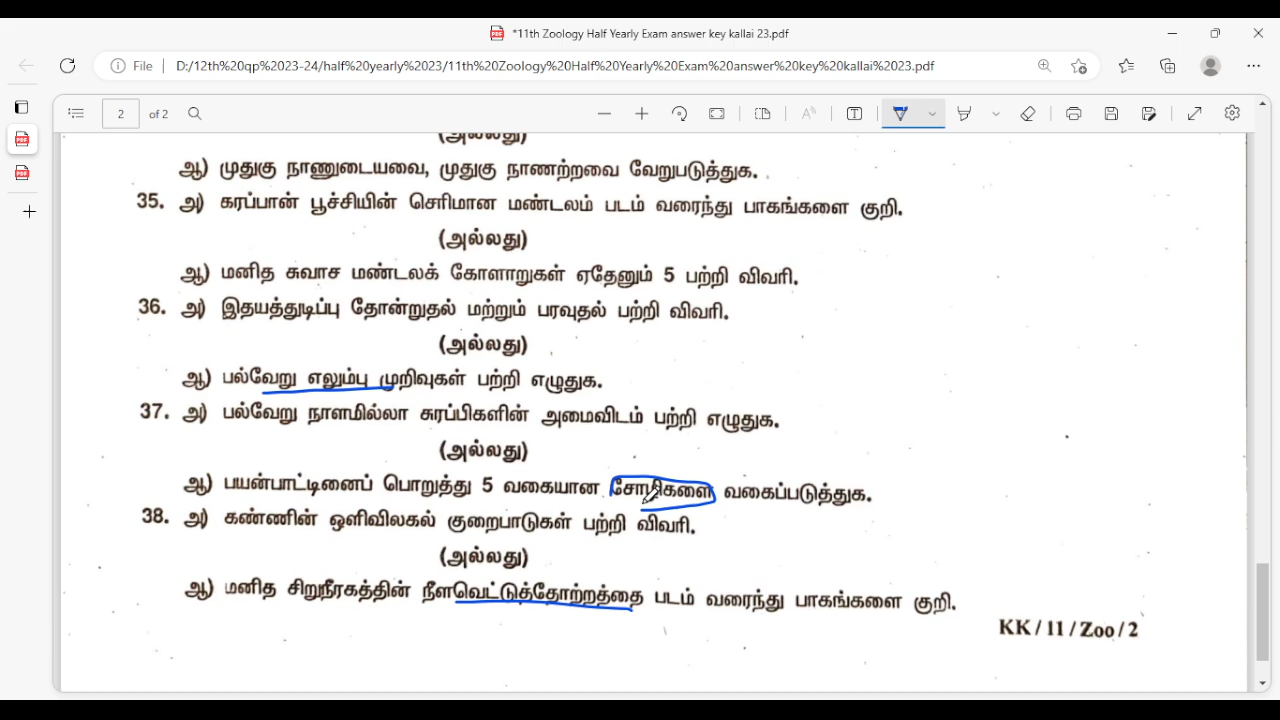 *11th Zoology Half Yearly Exam answer key kallai 23.pdf
File | D:/12th%20qp%2023-24/half%20yearly%2023/11th%20Zoology%20Half%20Yearly%20Exam%20answer%20key%20kallai%2023.pdf
2 of 2
(அல்லது)
ஆ) முதுகு நாணுடையவை, முதுகு நாணற்றவை வேறுபடுத்துக.
35. அ) கரப்பான் பூச்சியின் செரிமான மண்டலம் படம் வரைந்து பாகங்களை குறி.
(அல்லது)
ஆ) மனித சுவாச மண்டலக் கோளாறுகள் ஏதேனும் 5 பற்றி விவரி.
36. அ) இதயத்துடிப்பு தோன்றுதல் மற்றும் பரவுதல் பற்றி விவரி.
(அல்லது)
ஆ) பல்வேறு எலும்பு முறிவுகள் பற்றி எழுதுக.
37. அ) பல்வேறு நாளமில்லா சுரப்பிகளின் அமைவிடம் பற்றி எழுதுக.
(அல்லது)
ஆ) பயன்பாட்டினைப் பொறுத்து 5 வகையான கோழிகளை வகைப்படுத்துக.
38. அ) கண்ணின் ஒளிவிலகல் குறைபாடுகள் பற்றி விவரி.
(அல்லது)
ஆ) மனித சிறுநீரகத்தின் நீளவெட்டுத்தோற்றத்தை படம் வரைந்து பாகங்களை குறி.
KK / 11 / Zoo / 2